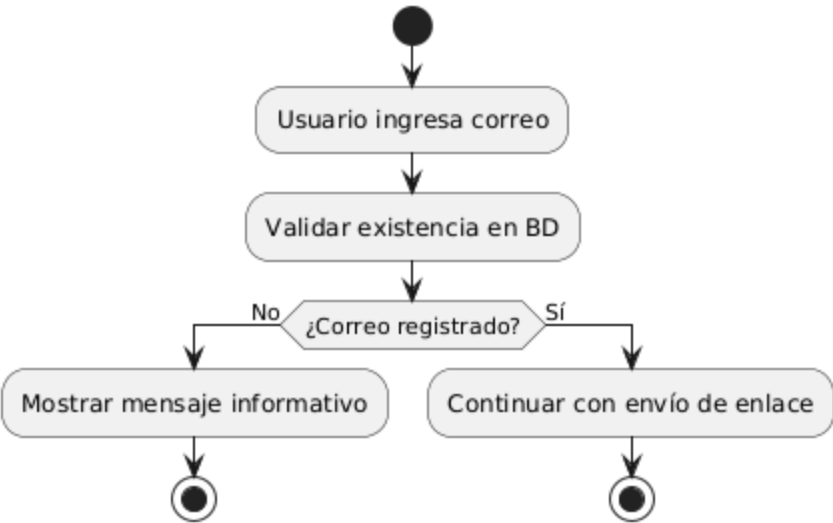 Usuario ingresa correo
Validar existencia en BD
No
¿Correo registrado?
Sí
Mostrar mensaje informativo
Continuar con envío de enlace